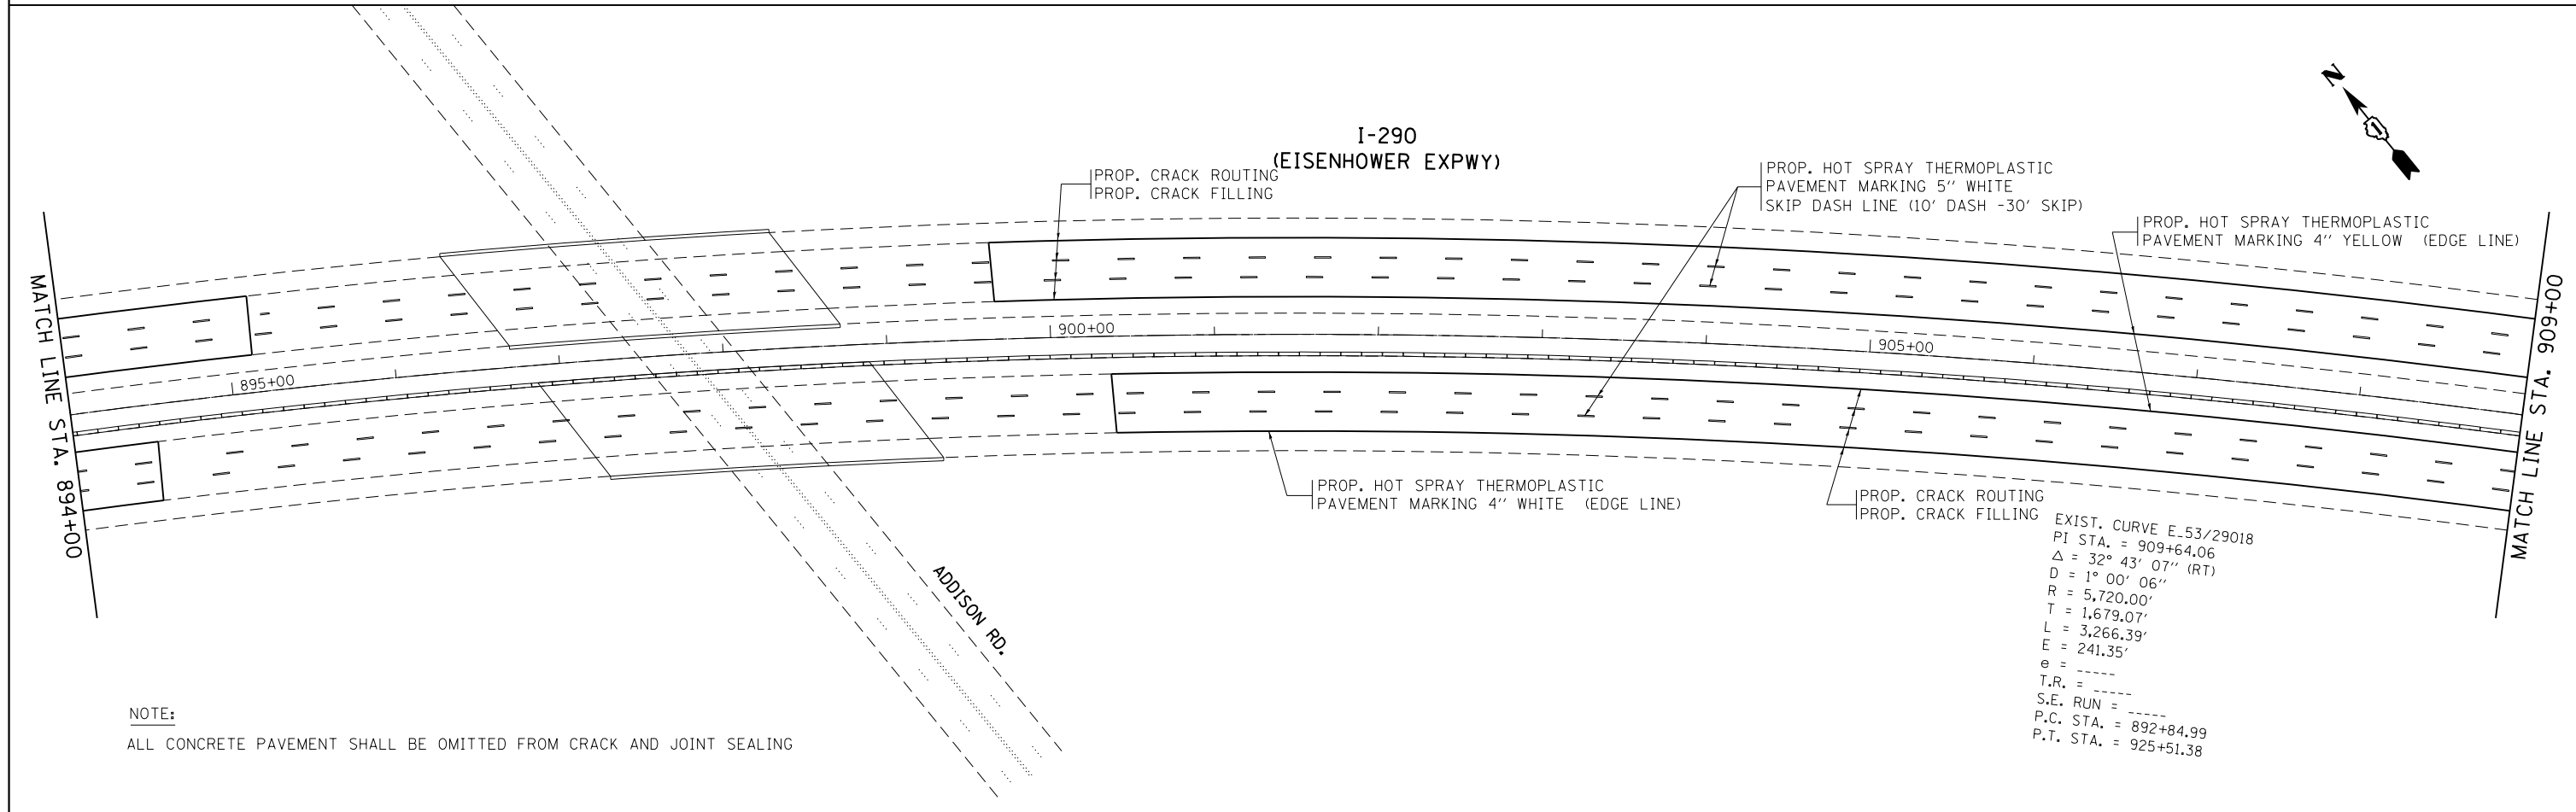 N
I-290
(EISENHOWER EXPWY)
PROP. CRACK ROUTING
PROP. CRACK FILLING
PROP. HOT SPRAY THERMOPLASTIC
PAVEMENT MARKING 5'' WHITE
SKIP DASH LINE (10' DASH -30' SKIP)
PROP. HOT SPRAY THERMOPLASTIC
PAVEMENT MARKING 4'' YELLOW (EDGE LINE)
MATCH LINE STA. 894+00
895+00
900+00
905+00
MATCH LINE STA. 909+00
PROP. HOT SPRAY THERMOPLASTIC
PAVEMENT MARKING 4'' WHITE (EDGE LINE)
PROP. CRACK ROUTING
PROP. CRACK FILLING
ADDISON RD.
EXIST. CURVE E_53/29018
PI STA. = 909+64.06
Δ = 32° 43' 07'' (RT)
D = 1° 00' 06''
R = 5,720.00'
T = 1,679.07'
L = 3,266.39'
E = 241.35'
e = _____
T.R. = _____
S.E. RUN = _____
P.C. STA. = 892+84.99
P.T. STA. = 925+51.38
NOTE:
ALL CONCRETE PAVEMENT SHALL BE OMITTED FROM CRACK AND JOINT SEALING